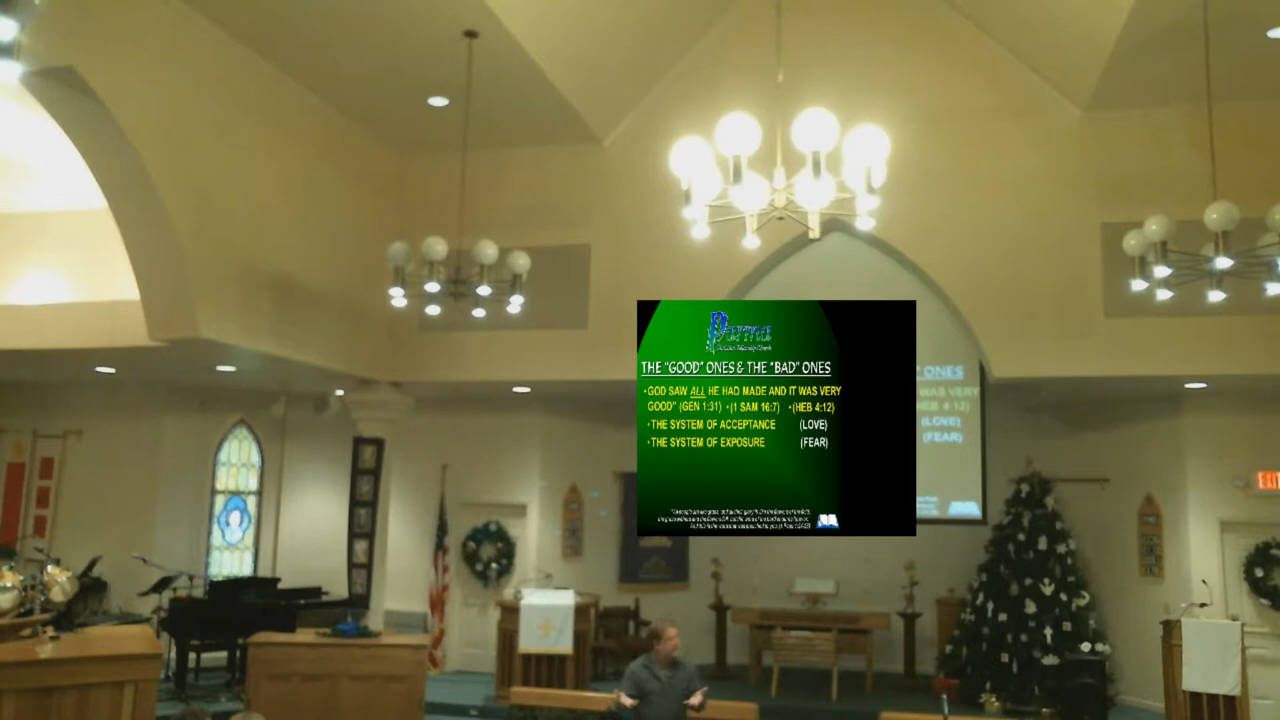 Parma
THE "GOOD" ONES & THE "BAD" ONES
•GOD SAW ALL HE HAD MADE AND IT WAS VERY
GOOD" (GEN 1:31) •(1 SAM 16:7) •(HEB 4:12)
•THE SYSTEM OF ACCEPTANCE (LOVE)
•THE SYSTEM OF EXPOSURE (FEAR)
" ONES
WAS VERY
HEB 4:12)
(LOVE)
(FEAR)